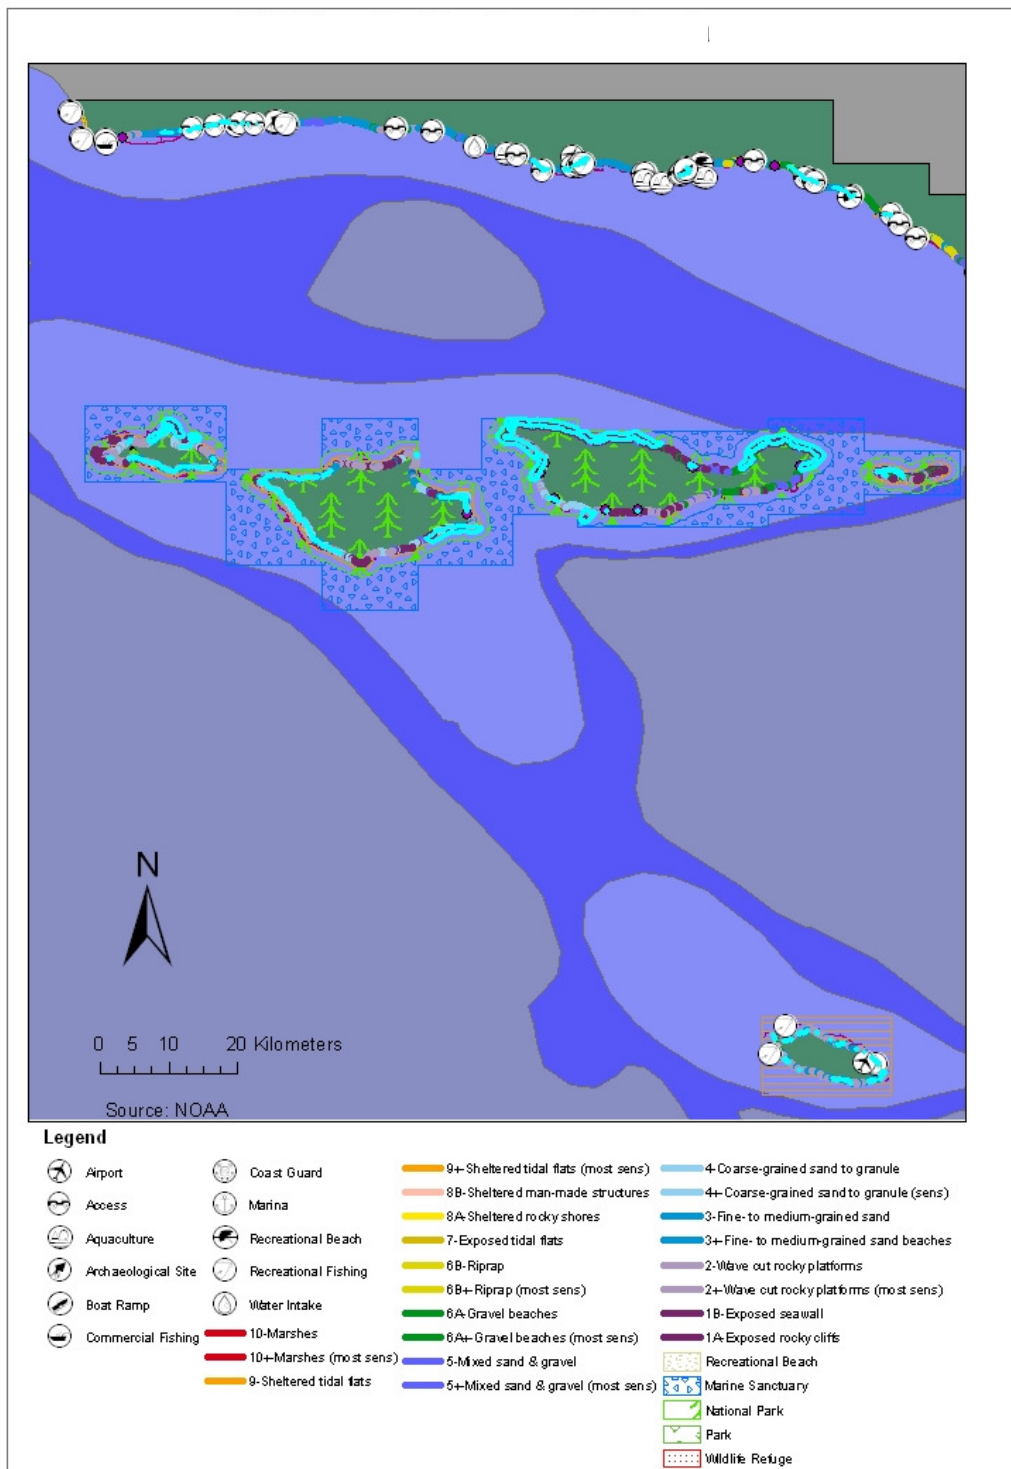 N
0 5 10 20 Kilometers
Source: NOAA
Legend
Airport
Access
Aquaculture
Archaeological Site
Boat Ramp
Commercial Fishing
Coast Guard
Marina
Recreational Beach
Recreational Fishing
Water Intake
10-Marshes
10+-Marshes (most sens)
9-Sheltered tidal flats
9+-Sheltered tidal flats (most sens)
8B-Sheltered man-made structures
8A-Sheltered rocky shores
7-Exposed tidal flats
6B-Riprap
6B+-Riprap (most sens)
6A-Gravel beaches
6A+-Gravel beaches (most sens)
5-Mixed sand & gravel
5+-Mixed sand & gravel (most sens)
4-Coarse-grained sand to granule
4+-Coarse-grained sand to granule (sens)
3-Fine- to medium-grained sand
3+-Fine- to medium-grained sand beaches
2-Wave cut rocky platforms
2+-Wave cut rocky platforms (most sens)
1B-Exposed seawall
1A-Exposed rocky cliffs
Recreational Beach
Marine Sanctuary
National Park
Park
Wildlife Refuge